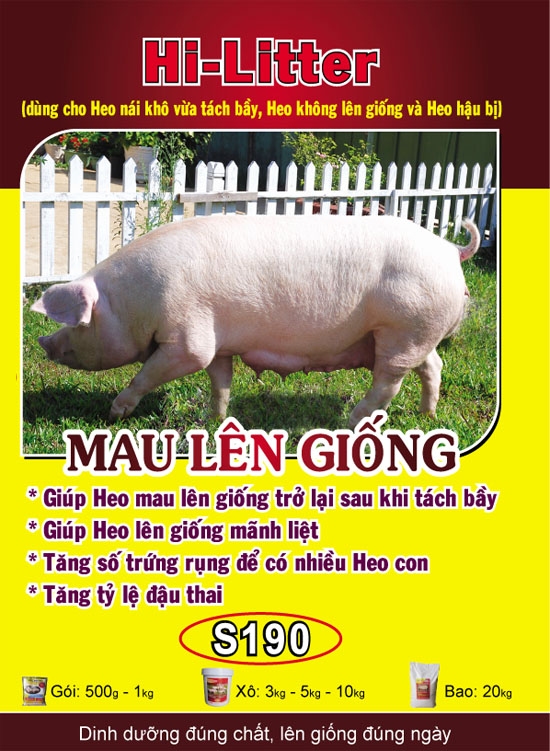 Hi-Litter
(dùng cho Heo nái khô vừa tách bầy, Heo không lên giống và Heo hậu bị)
MAU LÊN GIỐNG
* Giúp Heo mau lên giống trở lại sau khi tách bầy
* Giúp Heo lên giống mãnh liệt
* Tăng số trứng rụng để có nhiều Heo con
* Tăng tỷ lệ đậu thai
S190
Gói: 500g - 1kg Xô: 3kg - 5kg - 10kg Bao: 20kg
Dinh dưỡng đúng chất, lên giống đúng ngày